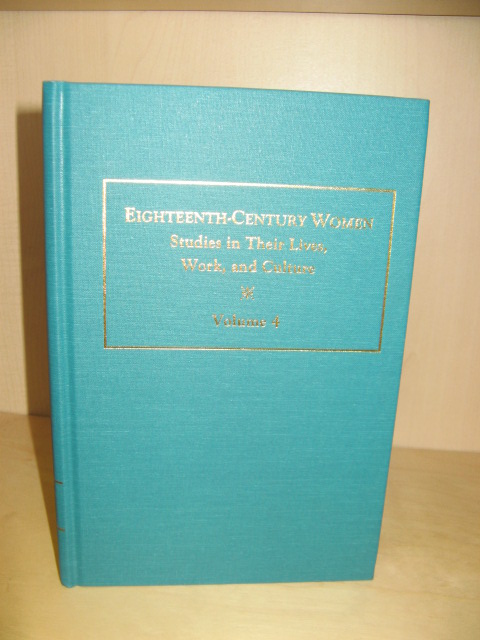 EIGHTEENTH-CENTURY WOMEN
Studies in Their Lives,
Work, and Culture
Volume 4